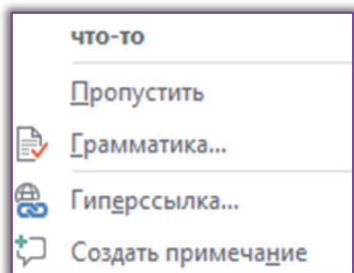 что-то
Пропустить
Грамматика...
Гиперссылка...
Создать примечание